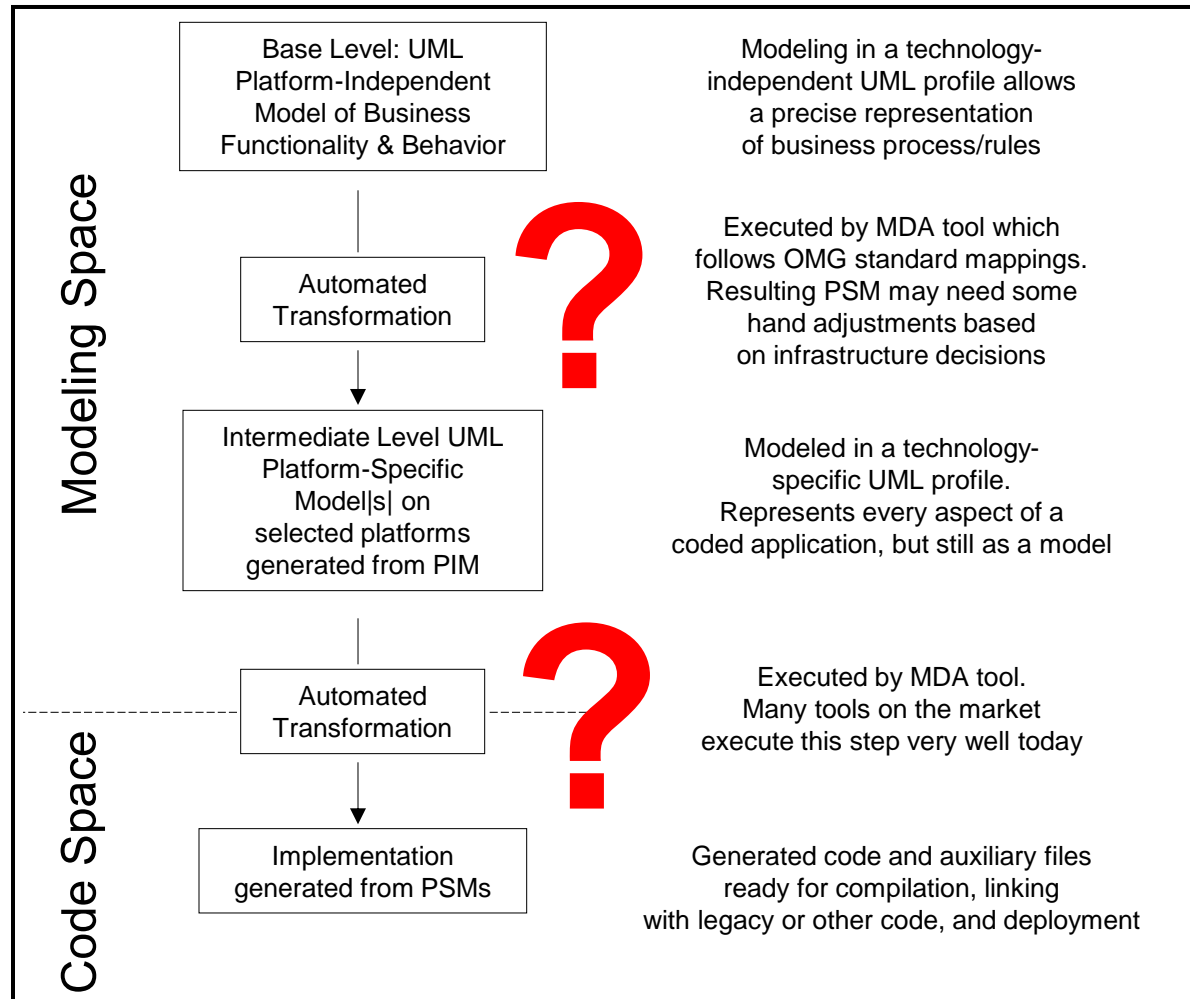 Base Level: UML
Platform-Independent
Model of Business
Functionality & Behavior
Modeling in a technology-
independent UML profile allows
a precise representation
of business process/rules
Modeling Space
?
Automated
Transformation
Executed by MDA tool which
follows OMG standard mappings.
Resulting PSM may need some
hand adjustments based
on infrastructure decisions
Intermediate Level UML
Platform-Specific
Model|s| on
selected platforms
generated from PIM
Modeled in a technology-
specific UML profile.
Represents every aspect of a
coded application, but still as a model
?
Automated
Transformation
Executed by MDA tool.
Many tools on the market
execute this step very well today
Code Space
Implementation
generated from PSMs
Generated code and auxiliary files
ready for compilation, linking
with legacy or other code, and deployment